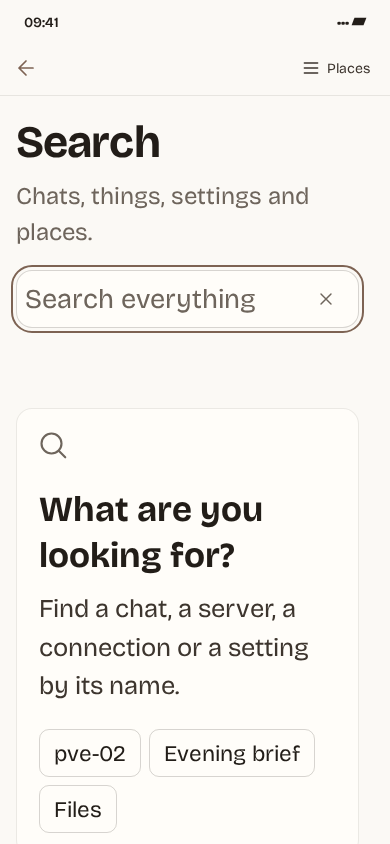 09:41
Places
Search
Chats, things, settings and
places.
Search everything
What are you
looking for?
Find a chat, a server, a
connection or a setting
by its name.
pve-02
Evening brief
Files